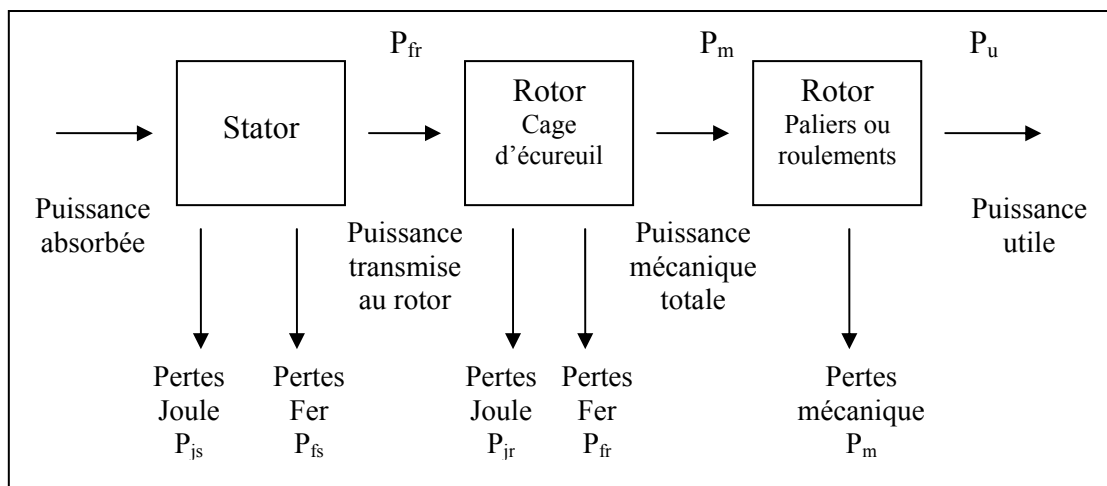 P_fr
P_m
P_u
Stator
Rotor
Cage
d'écureuil
Rotor
Paliers ou
roulements
Puissance
absorbée
Puissance
transmise
au rotor
Puissance
mécanique
totale
Puissance
utile
Pertes
Joule
P_js
Pertes
Fer
P_fs
Pertes
Joule
P_jr
Pertes
Fer
P_fr
Pertes
mécanique
P_m